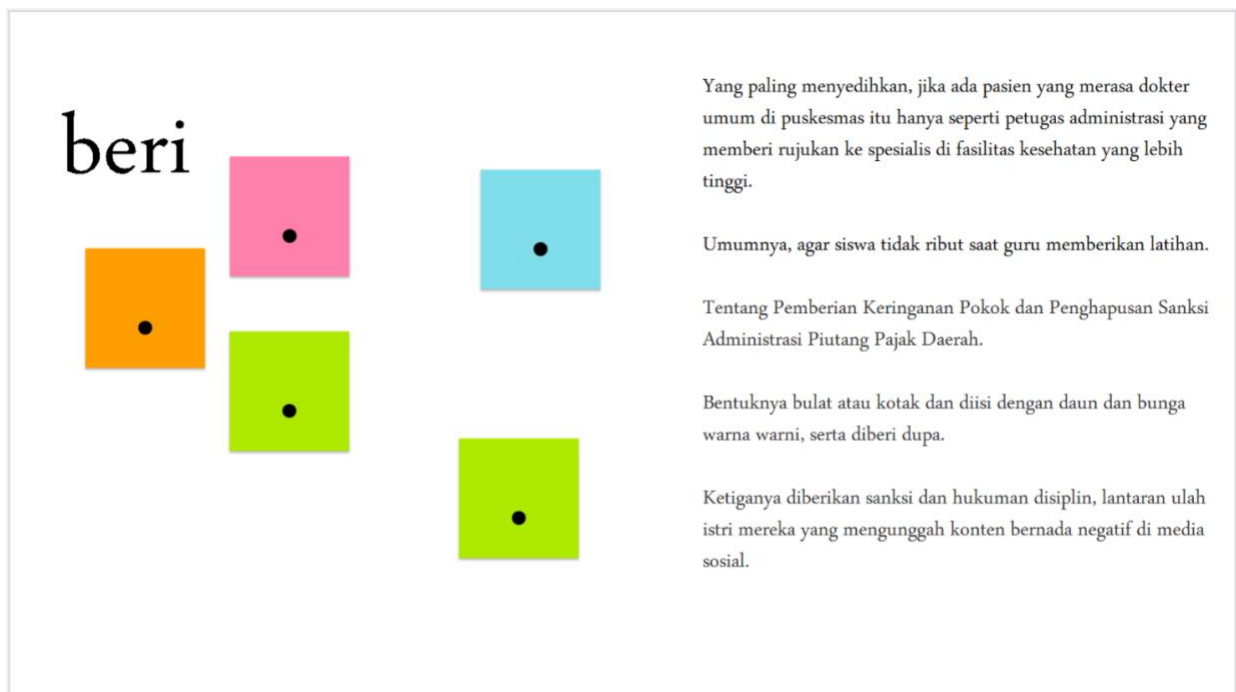 beri
Yang paling menyedihkan, jika ada pasien yang merasa dokter
umum di puskesmas itu hanya seperti petugas administrasi yang
memberi rujukan ke spesialis di fasilitas kesehatan yang lebih
tinggi.
Umumnya, agar siswa tidak ribut saat guru memberikan latihan.
Tentang Pemberian Keringanan Pokok dan Penghapusan Sanksi
Administrasi Piutang Pajak Daerah.
Bentuknya bulat atau kotak dan diisi dengan daun dan bunga
warna warni, serta diberi dupa.
Ketiganya diberikan sanksi dan hukuman disiplin, lantaran ulah
istri mereka yang mengunggah konten bernada negatif di media
sosial.